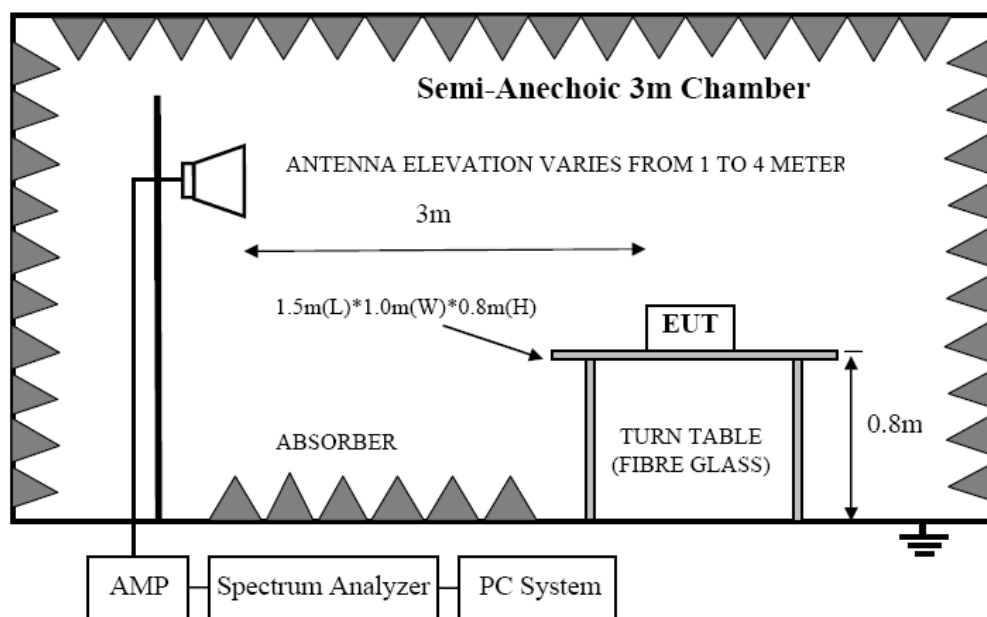 Semi-Anechoic 3m Chamber
ANTENNA ELEVATION VARIES FROM 1 TO 4 METER
3m
1.5m(L)*1.0m(W)*0.8m(H)
EUT
0.8m
ABSORBER
TURN TABLE
(FIBRE GLASS)
AMP
Spectrum Analyzer
PC System